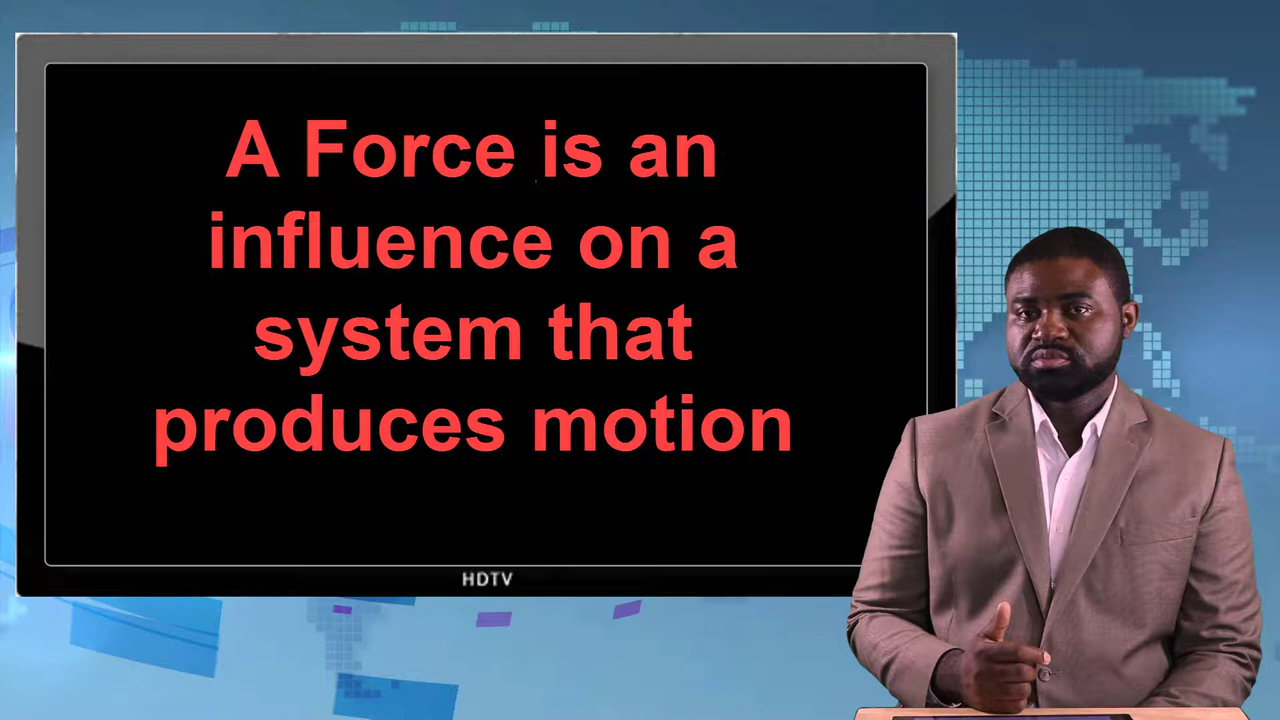 A Force is an
influence on a
system that
produces motion
HDTV